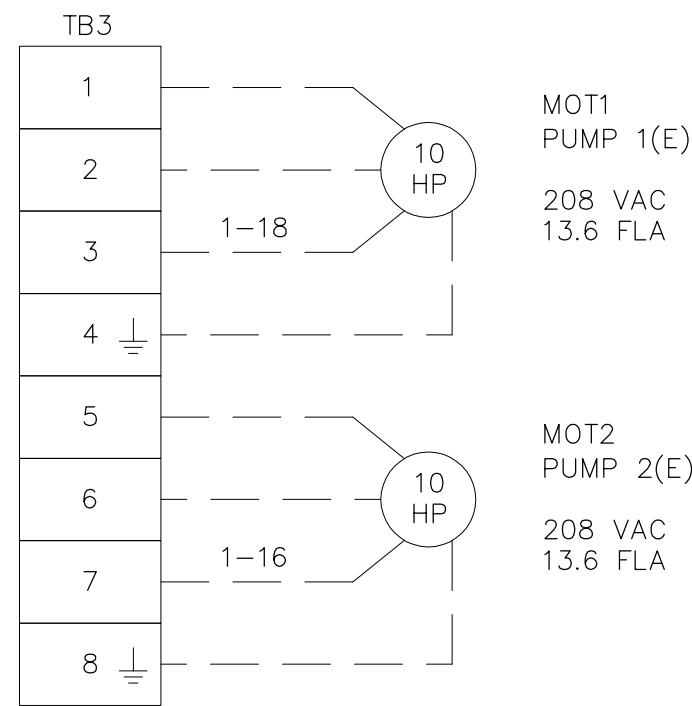 TB3
1
2
3
4
5
6
7
8
1-18
1-16
10
HP
10
HP
MOT1
PUMP 1(E)
208 VAC
13.6 FLA
MOT2
PUMP 2(E)
208 VAC
13.6 FLA